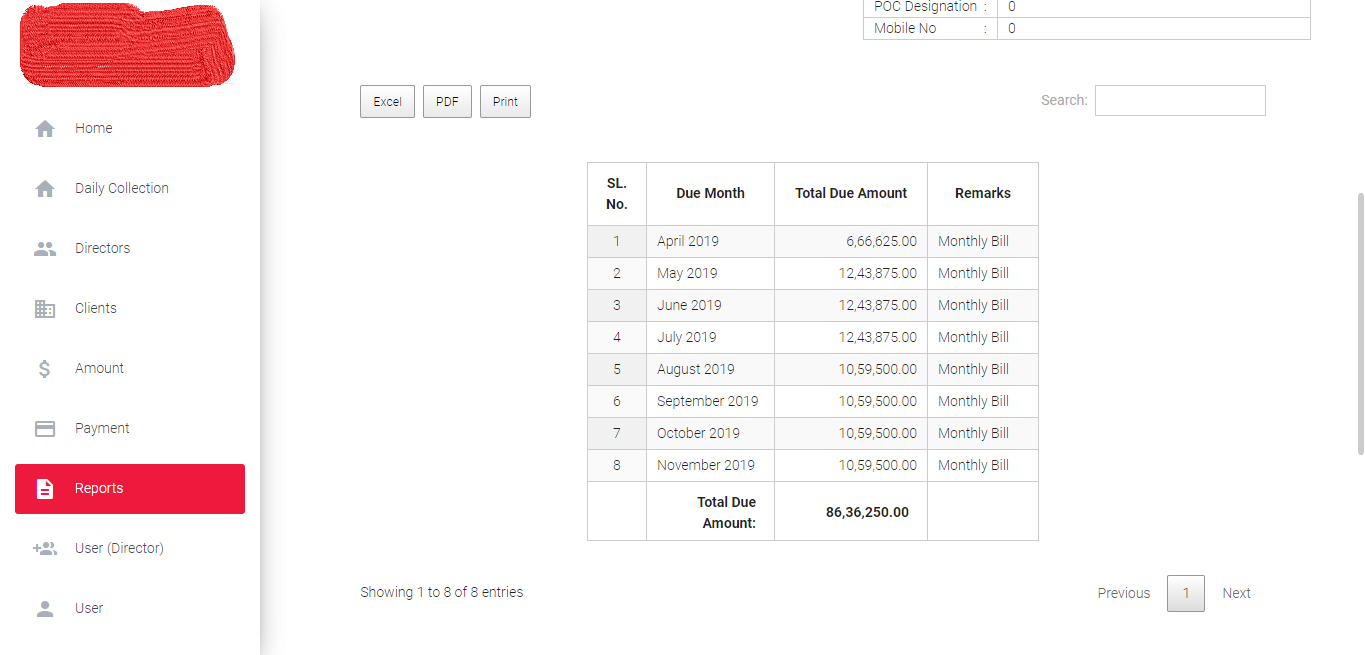 POC Designation : 0
Mobile No : 0
Home
Daily Collection
Directors
Clients
Amount
Payment
Reports
User (Director)
User
Excel PDF Print Search:
SL. No. Due Month Total Due Amount Remarks
1 April 2019 6,66,625.00 Monthly Bill
2 May 2019 12,43,875.00 Monthly Bill
3 June 2019 12,43,875.00 Monthly Bill
4 July 2019 12,43,875.00 Monthly Bill
5 August 2019 10,59,500.00 Monthly Bill
6 September 2019 10,59,500.00 Monthly Bill
7 October 2019 10,59,500.00 Monthly Bill
8 November 2019 10,59,500.00 Monthly Bill
Total Due Amount: 86,36,250.00
Showing 1 to 8 of 8 entries Previous 1 Next